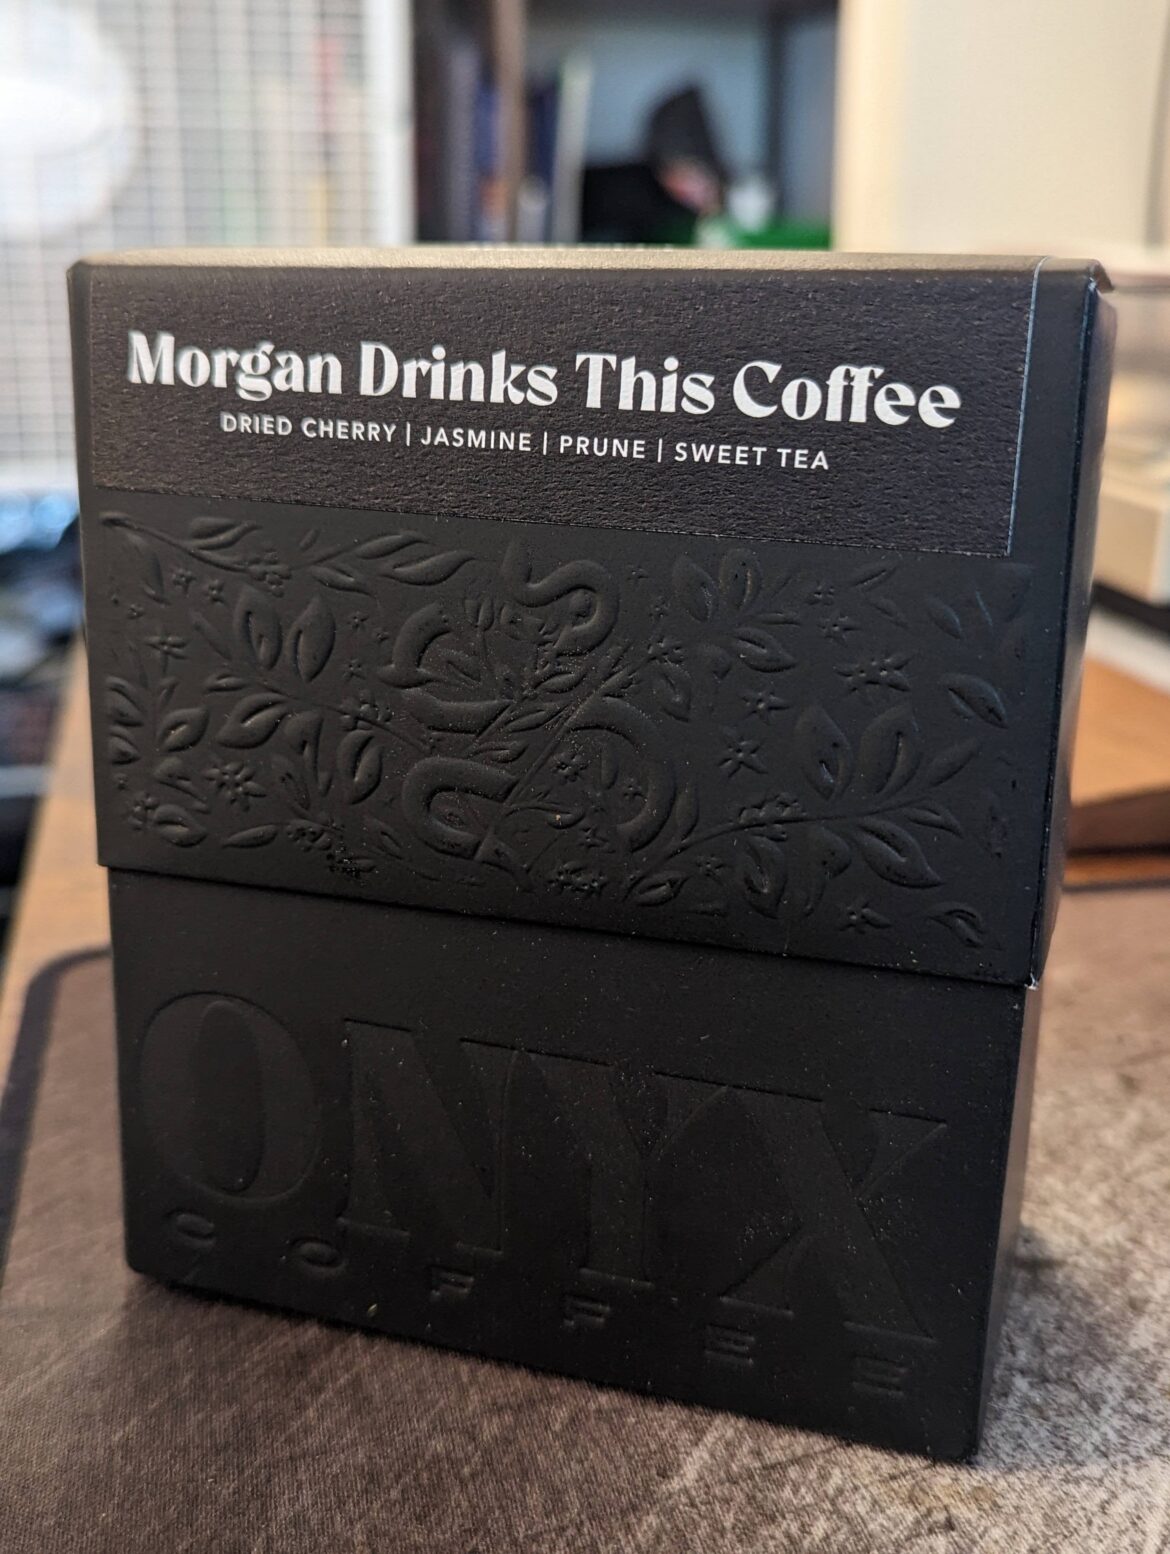 Morgan Drinks This Coffee
DRIED CHERRY | JASMINE | PRUNE | SWEET TEA
ONYX
COFFEE